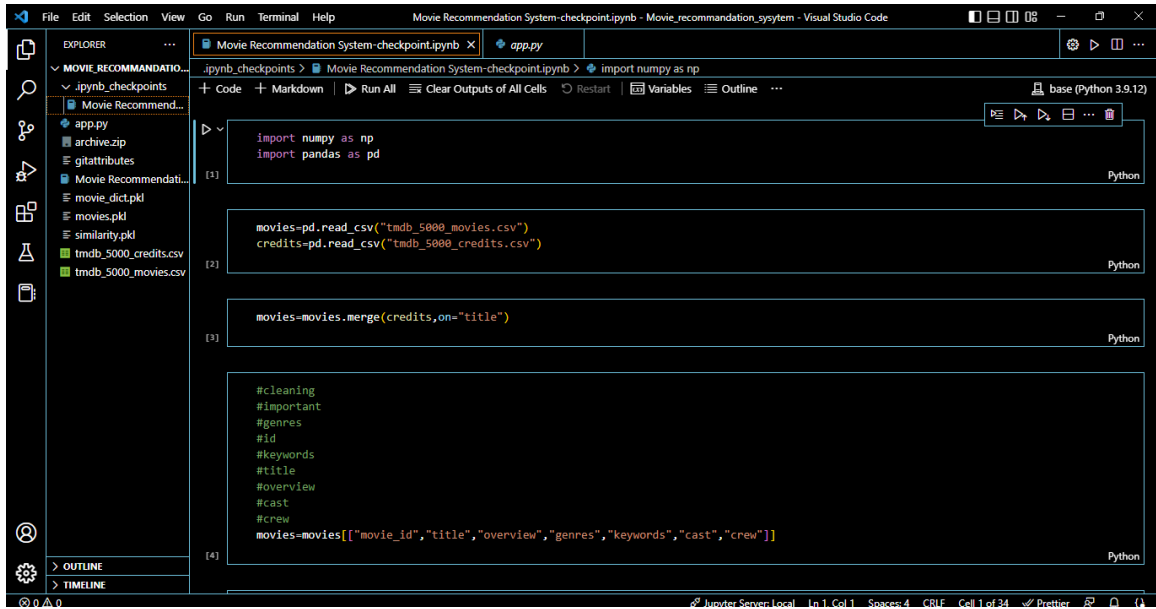 File Edit Selection View Go Run Terminal Help Movie Recommendation System-checkpoint.ipynb - Movie_recommandation_sysytem - Visual Studio Code
EXPLORER ...
Movie Recommendation System-checkpoint.ipynb × app.py
MOVIE_RECOMMANDATIO...
.ipynb_checkpoints > Movie Recommendation System-checkpoint.ipynb > import numpy as np
.ipynb_checkpoints
+ Code + Markdown Run All Clear Outputs of All Cells Restart Variables Outline ... base (Python 3.9.12)
Movie Recommend...
app.py
archive.zip
gitattributes
Movie Recommendati...
movie_dict.pkl
movies.pkl
similarity.pkl
tmdb_5000_credits.csv
tmdb_5000_movies.csv
OUTLINE
TIMELINE
import numpy as np
import pandas as pd
[1] Python
movies=pd.read_csv("tmdb_5000_movies.csv")
credits=pd.read_csv("tmdb_5000_credits.csv")
[2] Python
movies=movies.merge(credits,on="title")
[3] Python
#cleaning
#important
#genres
#id
#keywords
#title
#overview
#cast
#crew
movies=movies[["movie_id","title","overview","genres","keywords","cast","crew"]]
[4] Python
0 0 Jupyter Server: Local Ln 1, Col 1 Spaces: 4 CRLF Cell 1 of 34 Prettier